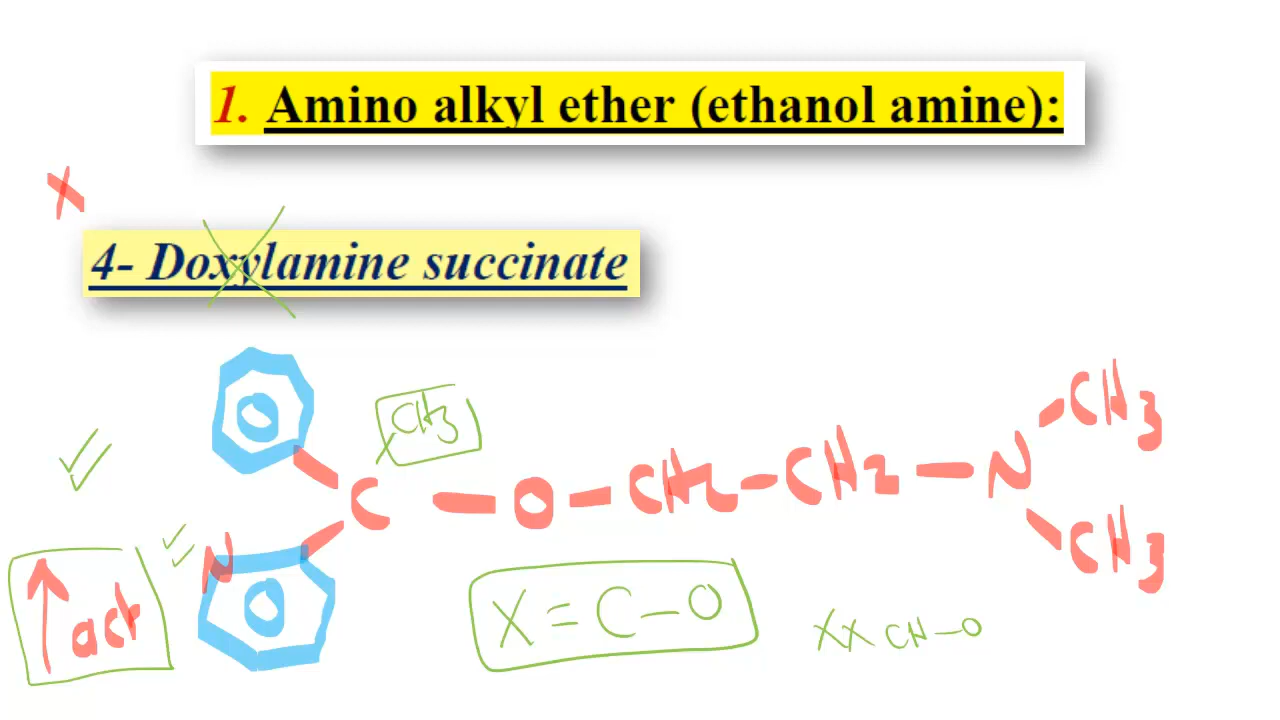 1. Amino alkyl ether (ethanol amine):
X
4- Doxylamine succinate
CH3
CH3
C – O – CH2 – CH2 – N
N
CH3
↑ act
X = C – O
XX CH – O